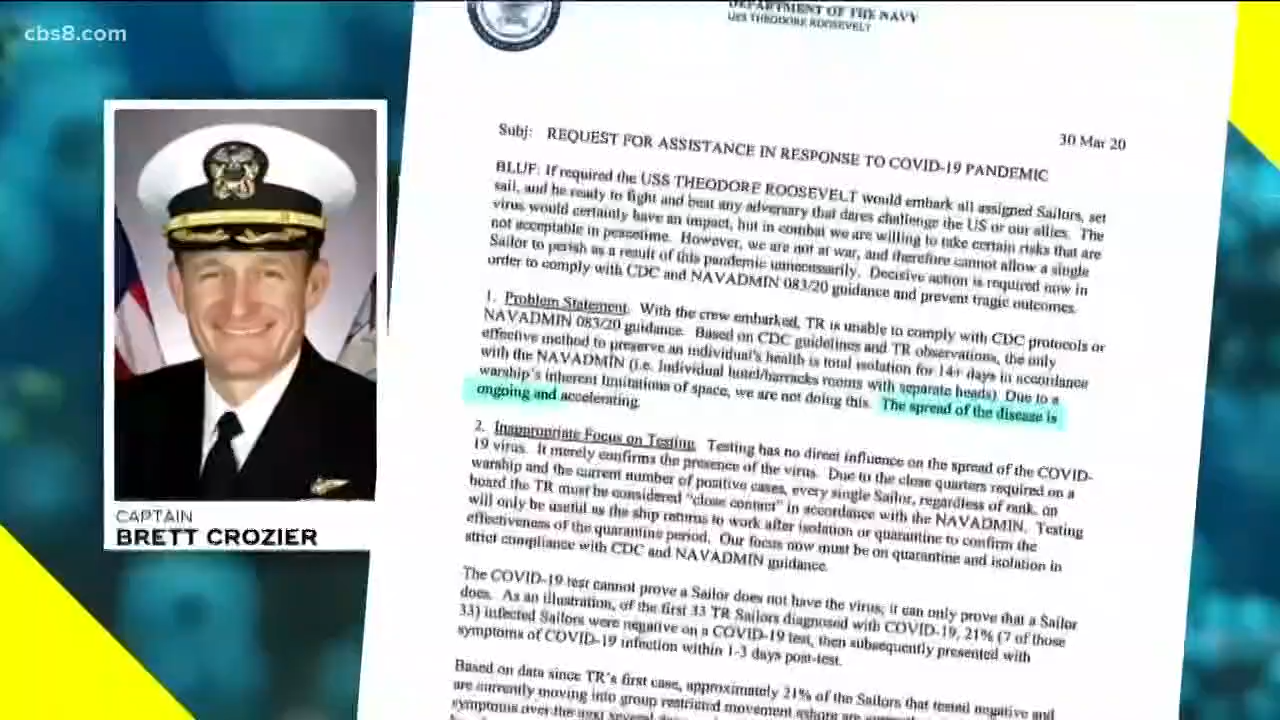 cbs8.com
DEPARTMENT OF THE NAVY
USS THEODORE ROOSEVELT
30 Mar 20
Subj: REQUEST FOR ASSISTANCE IN RESPONSE TO COVID-19 PANDEMIC
BLUF: If required the USS THEODORE ROOSEVELT would embark all assigned Sailors, set
sail, and be ready to fight and beat any adversary that dares challenge the US or our allies. The
virus would certainly have an impact, but in combat we are willing to take certain risks that are
not acceptable in peacetime. However, we are not at war, and therefore cannot allow a single
Sailor to perish as a result of this pandemic unnecessarily. Decisive action is required now in
order to comply with CDC and NAVADMIN 083/20 guidance and prevent tragic outcomes.
1. Problem Statement. With the crew embarked, TR is unable to comply with CDC protocols or
NAVADMIN 083/20 guidance. Based on CDC guidelines and TR observations, the only
effective method to preserve an individual's health is total isolation for 14+ days in accordance
with the NAVADMIN (i.e. Individual hotel/barracks rooms with separate heads). Due to a
warship's inherent limitations of space, we are not doing this. The spread of the disease is
ongoing and accelerating.
2. Inappropriate Focus on Testing. Testing has no direct influence on the spread of the COVID-
19 virus. It merely confirms the presence of the virus. Due to the close quarters required on a
warship and the current number of positive cases, every single Sailor, regardless of rank, on
board the TR must be considered "close contact" in accordance with the NAVADMIN. Testing
will only be useful as the ship returns to work after isolation or quarantine to confirm the
effectiveness of the quarantine period. Our focus now must be on quarantine and isolation in
strict compliance with CDC and NAVADMIN guidance.
The COVID-19 test cannot prove a Sailor does not have the virus; it can only prove that a Sailor
does. As an illustration, of the first 33 TR Sailors diagnosed with COVID-19, 21% (7 of those
33) infected Sailors were negative on a COVID-19 test, then subsequently presented with
symptoms of COVID-19 infection within 1-3 days post-test.
Based on data since TR's first case, approximately 21% of the Sailors that tested negative and
are currently moving into group restricted movement ashore are
symptoms over the next several
CAPTAIN
BRETT CROZIER